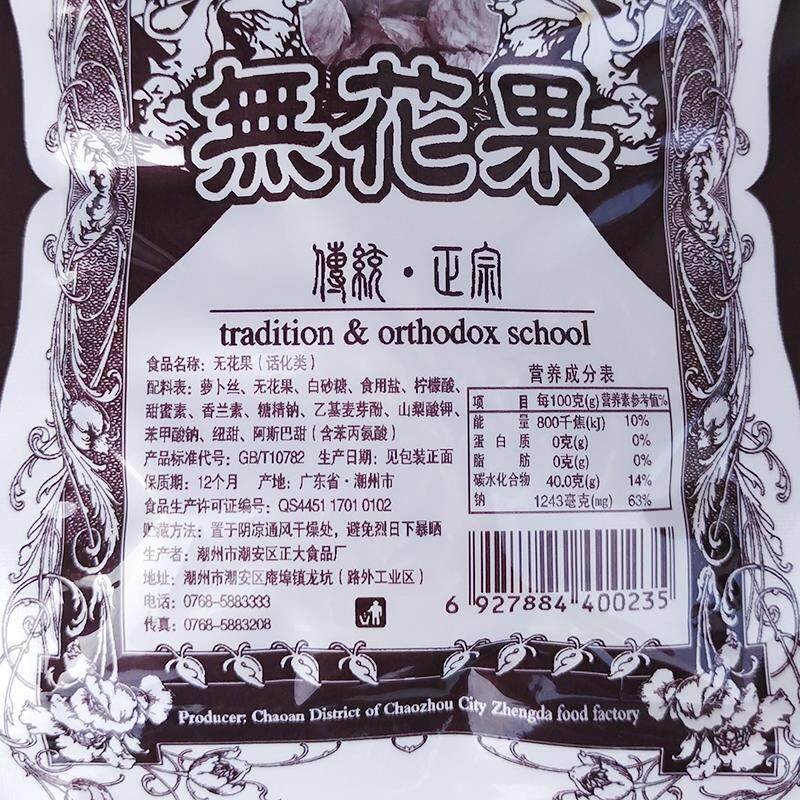 無花果
傳統·正宗
tradition & orthodox school
食品名称：无花果（话化类）
配料表：萝卜丝、无花果、白砂糖、食用盐、柠檬酸、
甜蜜素、香兰素、糖精钠、乙基麦芽酚、山梨酸钾、
苯甲酸钠、纽甜、阿斯巴甜（含苯丙氨酸）
产品标准代号：GB/T10782 生产日期：见包装正面
保质期：12个月 产地：广东省·潮州市
食品生产许可证编号：QS4451 1701 0102
贮藏方法：置于阴凉通风干燥处，避免烈日下暴晒
生产者：潮州市潮安区正大食品厂
地址：潮州市潮安区庵埠镇龙坑（路外工业区）
电话：0768-5883333
传真：0768-5883208
营养成分表
项 目 每100克(g) 营养素参考值%
能 量 800千焦(kJ) 10%
蛋白质 0克(g) 0%
脂 肪 0克(g) 0%
碳水化合物 40.0克(g) 14%
钠 1243毫克(mg) 63%
6 927884 400235
Producer: Chaoan District of Chaozhou City Zhengda food factory